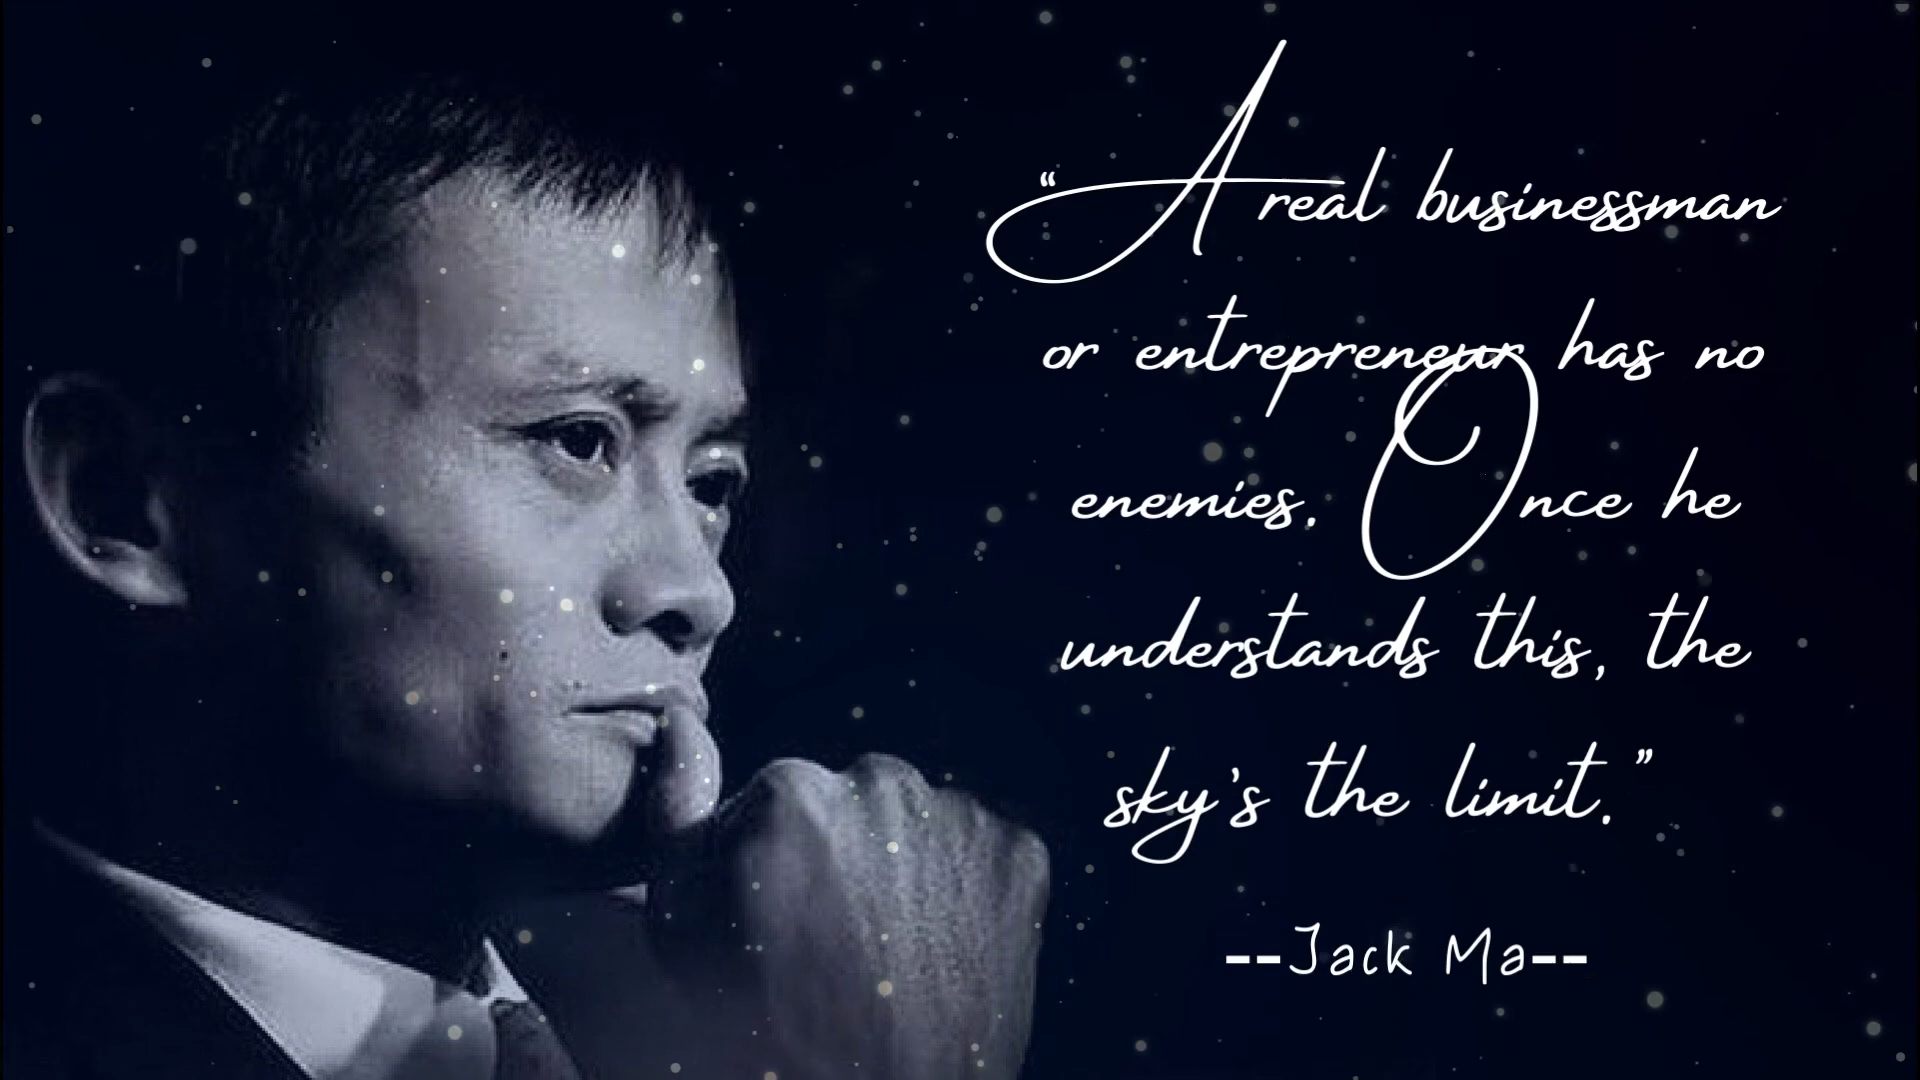 “A real businessman
or entrepreneur has no
enemies. Once he
understands this, the
sky’s the limit.”
--Jack Ma--